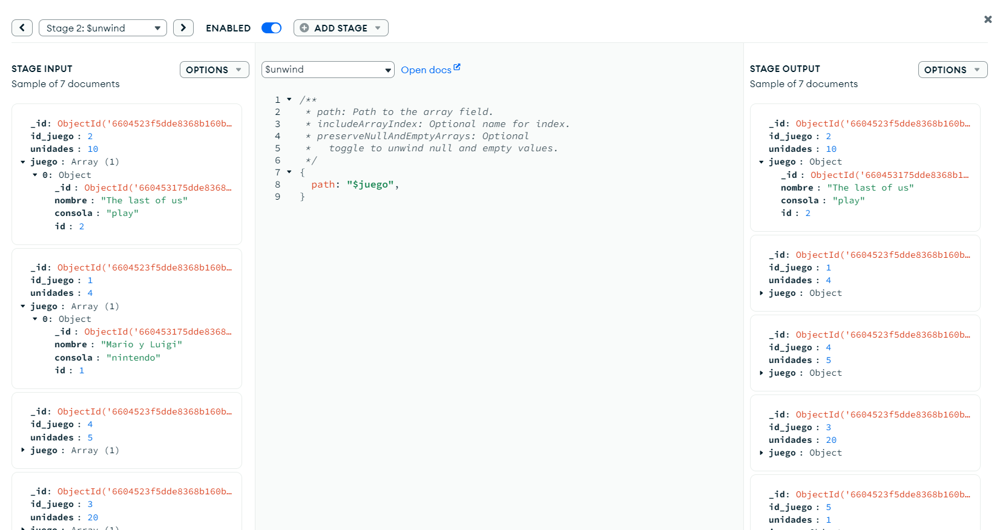 Stage 2: $unwind
ENABLED
ADD STAGE
STAGE INPUT
OPTIONS
Sample of 7 documents
_id: ObjectId('6604523f5dde8368b160b…
id_juego : 2
unidades : 10
juego : Array (1)
0: Object
_id : ObjectId('660453175dde8368…
nombre : "The last of us"
consola : "play"
id : 2
_id: ObjectId('6604523f5dde8368b160b…
id_juego : 1
unidades : 4
juego : Array (1)
0: Object
_id : ObjectId('660453175dde8368…
nombre : "Mario y Luigi"
consola : "nintendo"
id : 1
_id: ObjectId('6604523f5dde8368b160b…
id_juego : 4
unidades : 5
juego : Array (1)
_id: ObjectId('6604523f5dde8368b160b…
id_juego : 3
unidades : 20
juego : Array (1)
$unwind
Open docs
1 /**
2 * path: Path to the array field.
3 * includeArrayIndex: Optional name for index.
4 * preserveNullAndEmptyArrays: Optional
5 *   toggle to unwind null and empty values.
6 */
7 {
8 path: "$juego",
9 }
STAGE OUTPUT
OPTIONS
Sample of 7 documents
_id: ObjectId('6604523f5dde8368b160b…
id_juego : 2
unidades : 10
juego : Object
_id : ObjectId('660453175dde8368b1…
nombre : "The last of us"
consola : "play"
id : 2
_id: ObjectId('6604523f5dde8368b160b…
id_juego : 1
unidades : 4
juego : Object
_id: ObjectId('6604523f5dde8368b160b…
id_juego : 4
unidades : 5
juego : Object
_id: ObjectId('6604523f5dde8368b160b…
id_juego : 3
unidades : 20
juego : Object
_id: ObjectId('6604523f5dde8368b160b…
id_juego : 5
unidades : 1